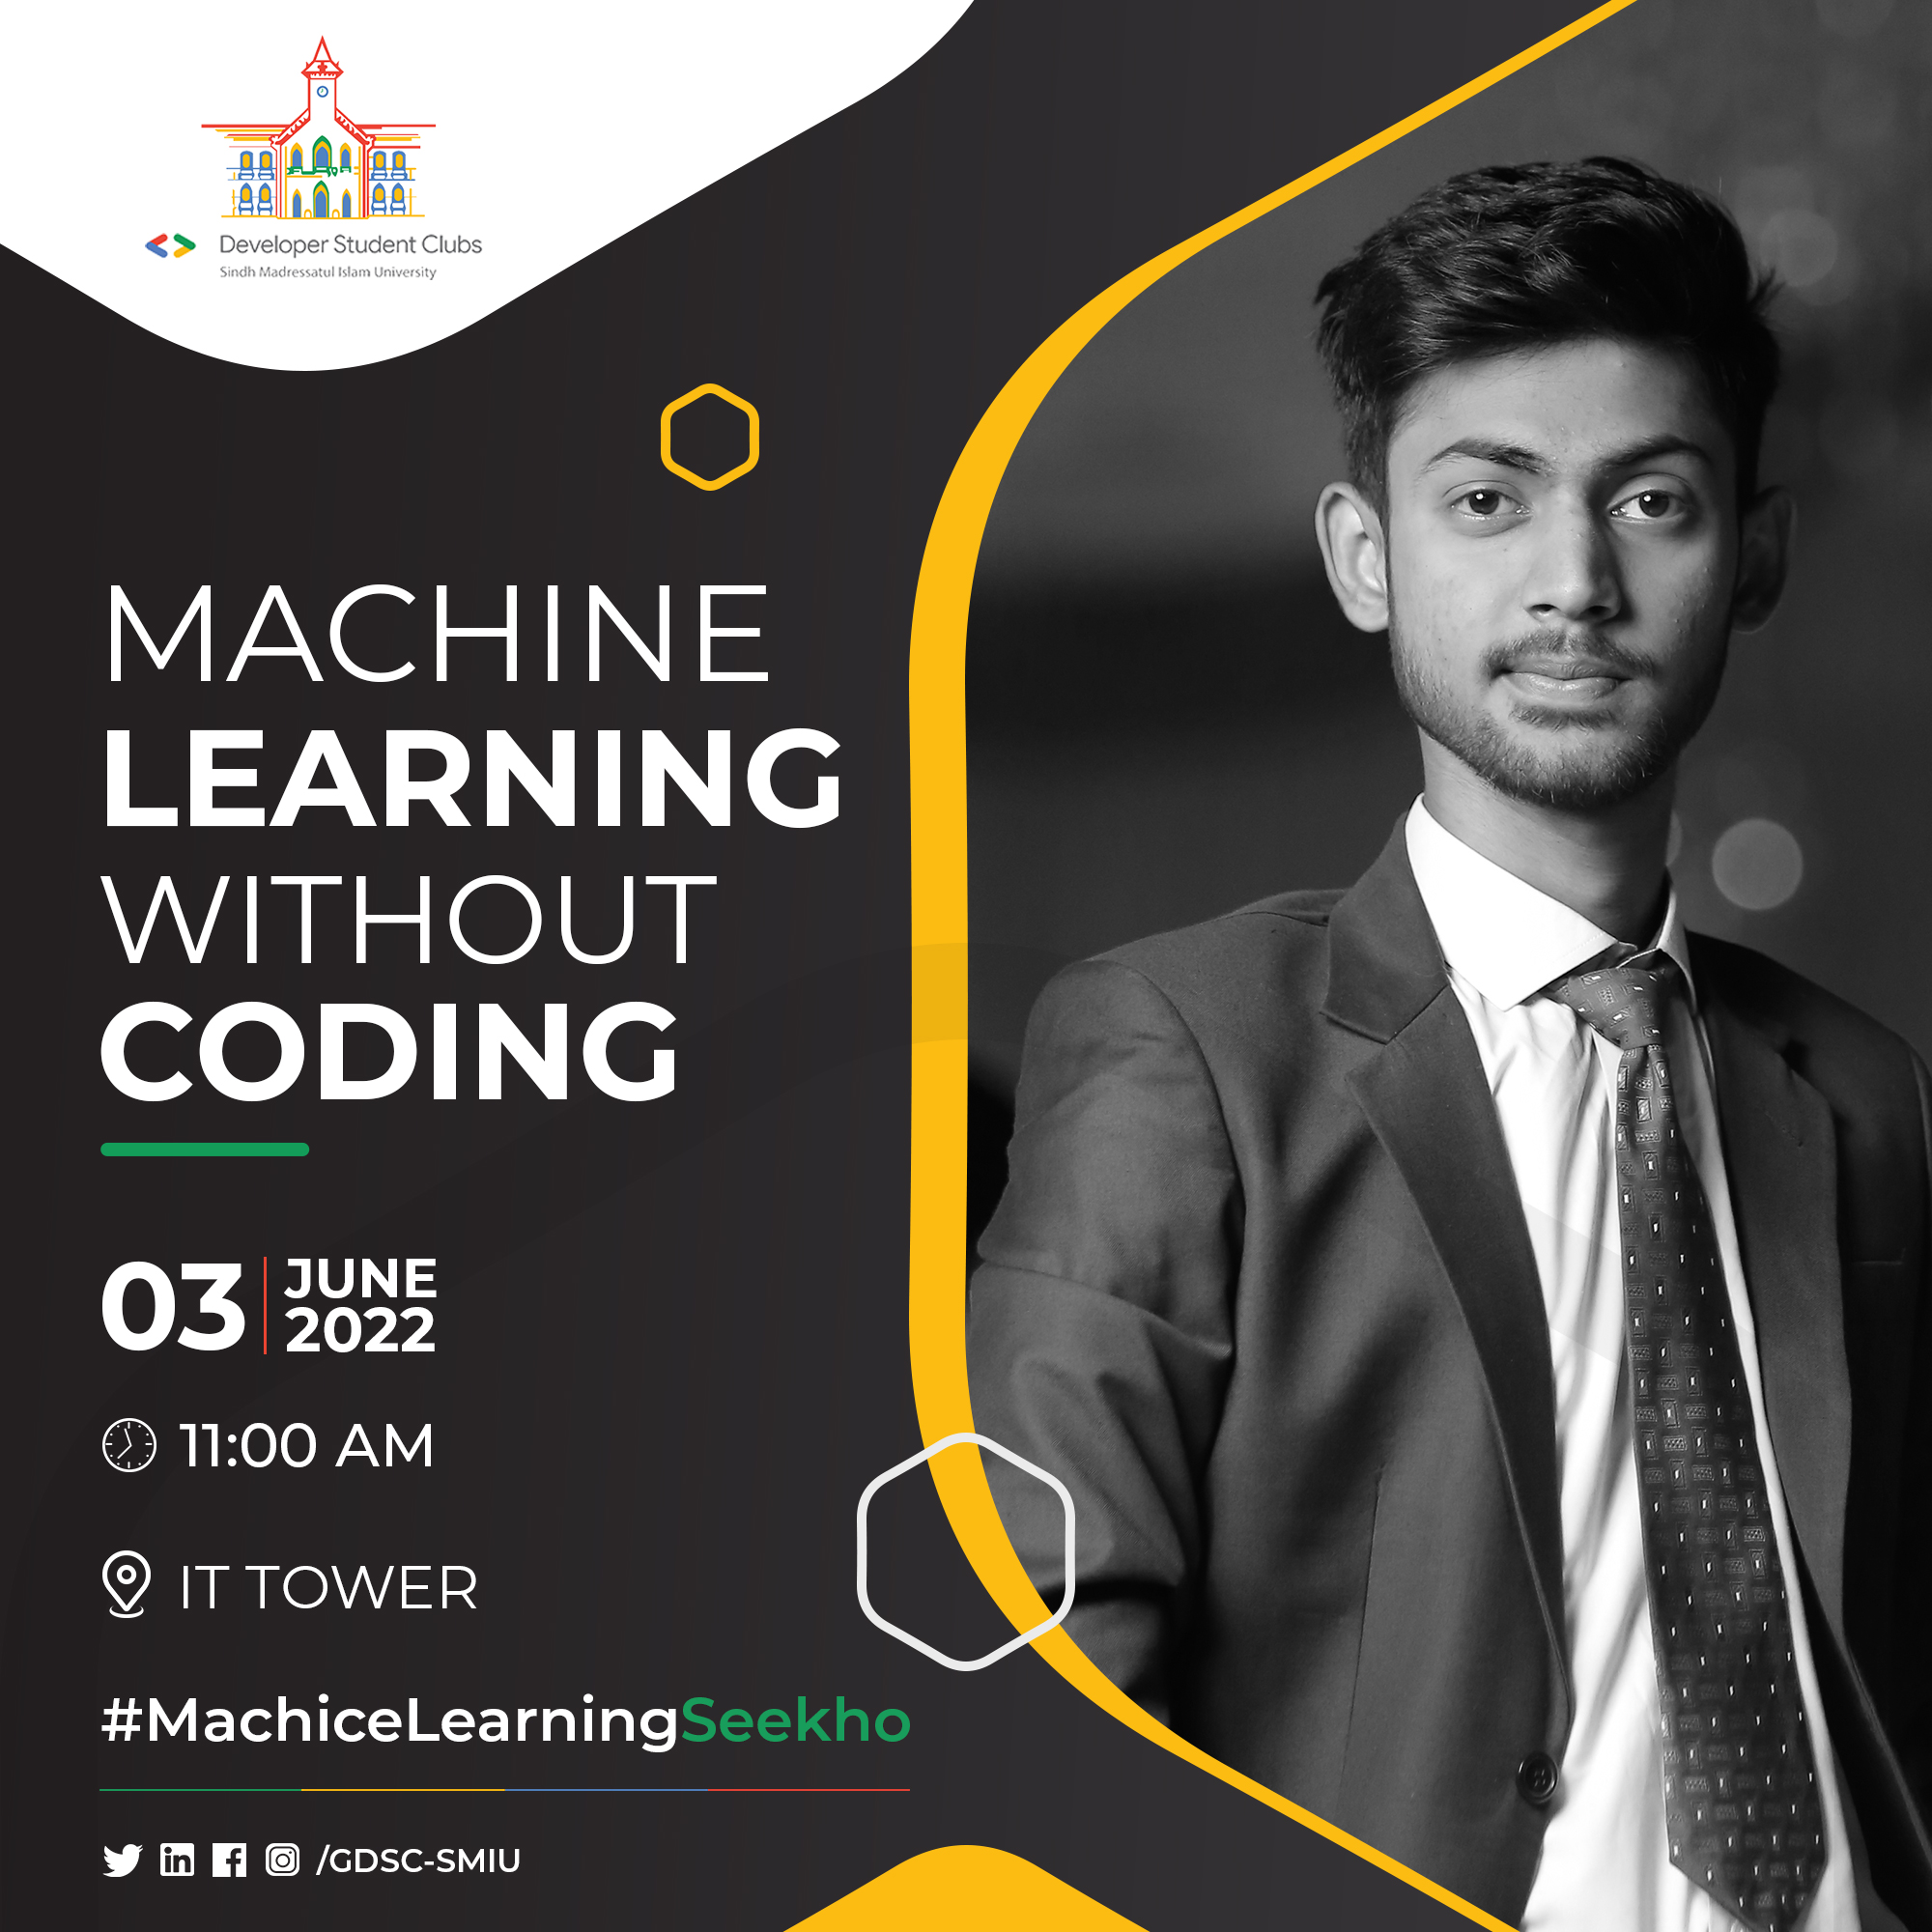 Developer Student Clubs
Sindh Madressatul Islam University
MACHINE
LEARNING
WITHOUT
CODING
03
JUNE
2022
11:00 AM
IT TOWER
#MachiceLearningSeekho
/GDSC-SMIU